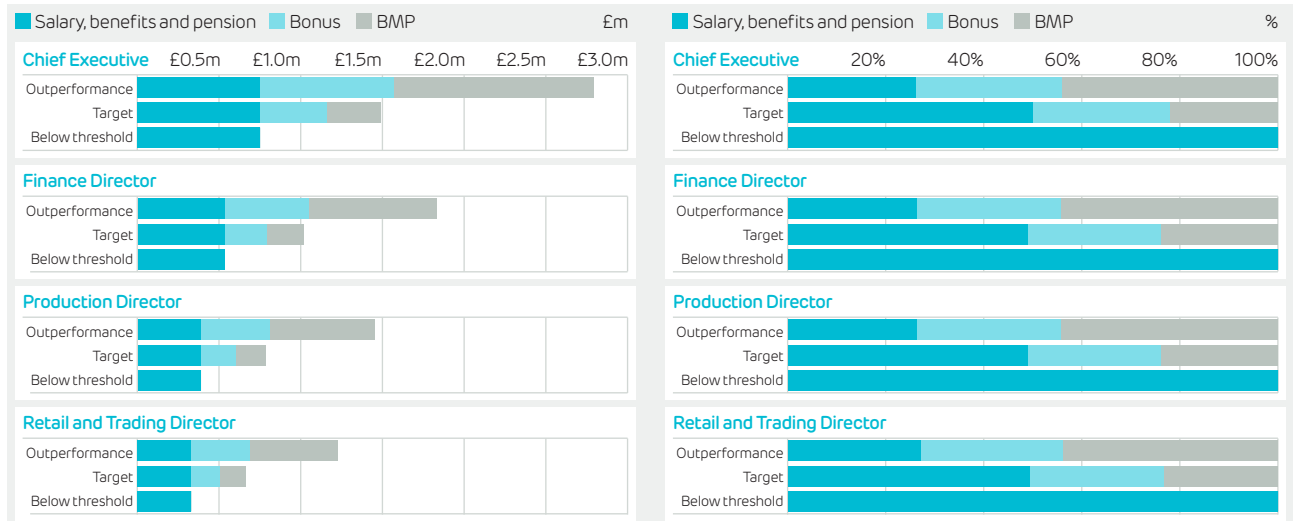 Salary, benefits and pension Bonus BMP £m
Chief Executive £0.5m £1.0m £1.5m £2.0m £2.5m £3.0m
Outperformance
Target
Below threshold
Finance Director
Outperformance
Target
Below threshold
Production Director
Outperformance
Target
Below threshold
Retail and Trading Director
Outperformance
Target
Below threshold
Salary, benefits and pension Bonus BMP %
Chief Executive 20% 40% 60% 80% 100%
Outperformance
Target
Below threshold
Finance Director
Outperformance
Target
Below threshold
Production Director
Outperformance
Target
Below threshold
Retail and Trading Director
Outperformance
Target
Below threshold